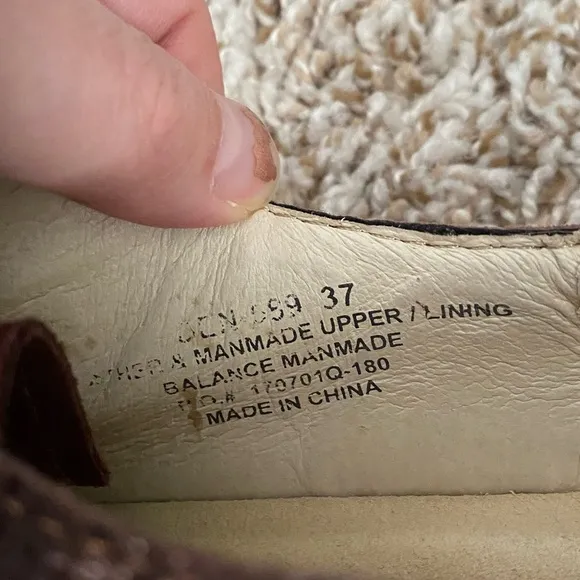 37
& MANMADE UPPER / LINING
BALANCE MANMADE
P.O.# 170701Q-180
MADE IN CHINA